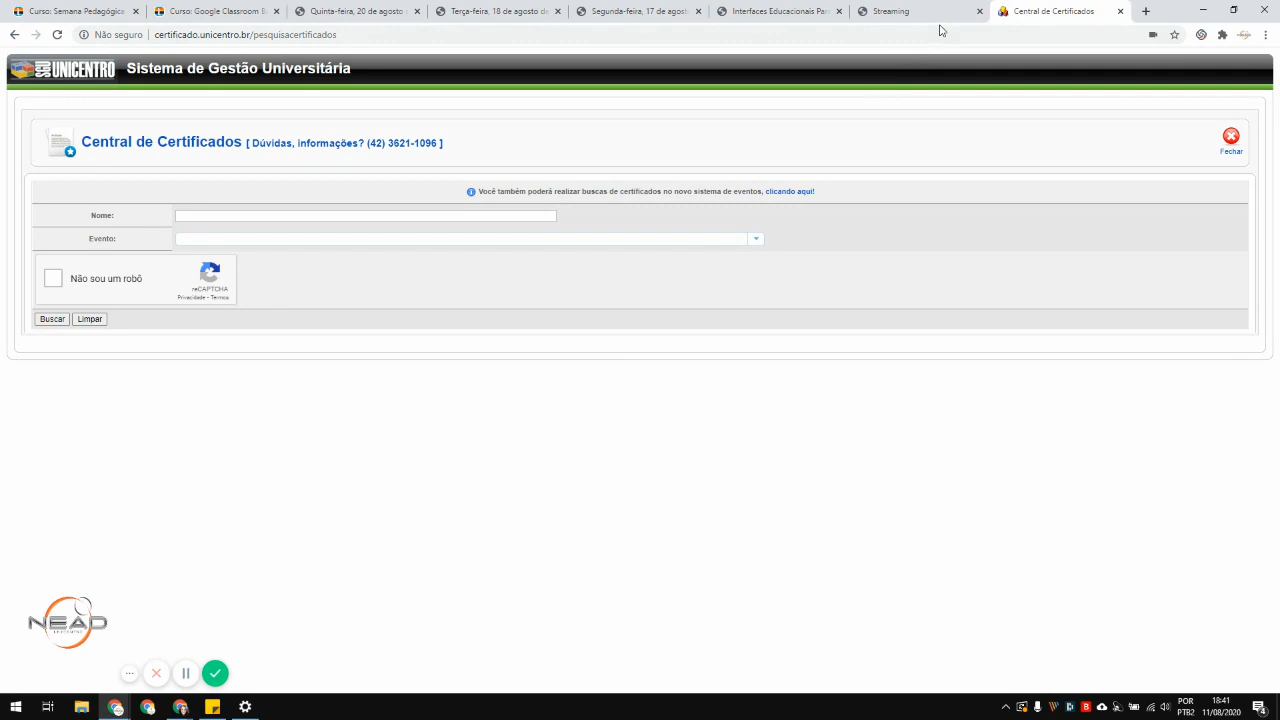 Curso: Semana Pedagógica
Curso: Google Classroom (I
Quinta-feira, 20 de agosto
Terça-feira, 18 de agosto de
Segunda-feira, 17 de agosto
Interfaces Educacionais Par
Streaming
Central de Certificados
Não seguro
certificado.unicentro.br/pesquisacertificados
SGU UNICENTRO Sistema de Gestão Universitária
Central de Certificados [ Dúvidas, informações? (42) 3621-1096 ]
Fechar
Você também poderá realizar buscas de certificados no novo sistema de eventos, clicando aqui!
Nome:
Evento:
Não sou um robô
reCAPTCHA
Privacidade - Termos
Buscar Limpar
NEAD
UNICENTRO
POR
PTB2
18:41
11/08/2020
4